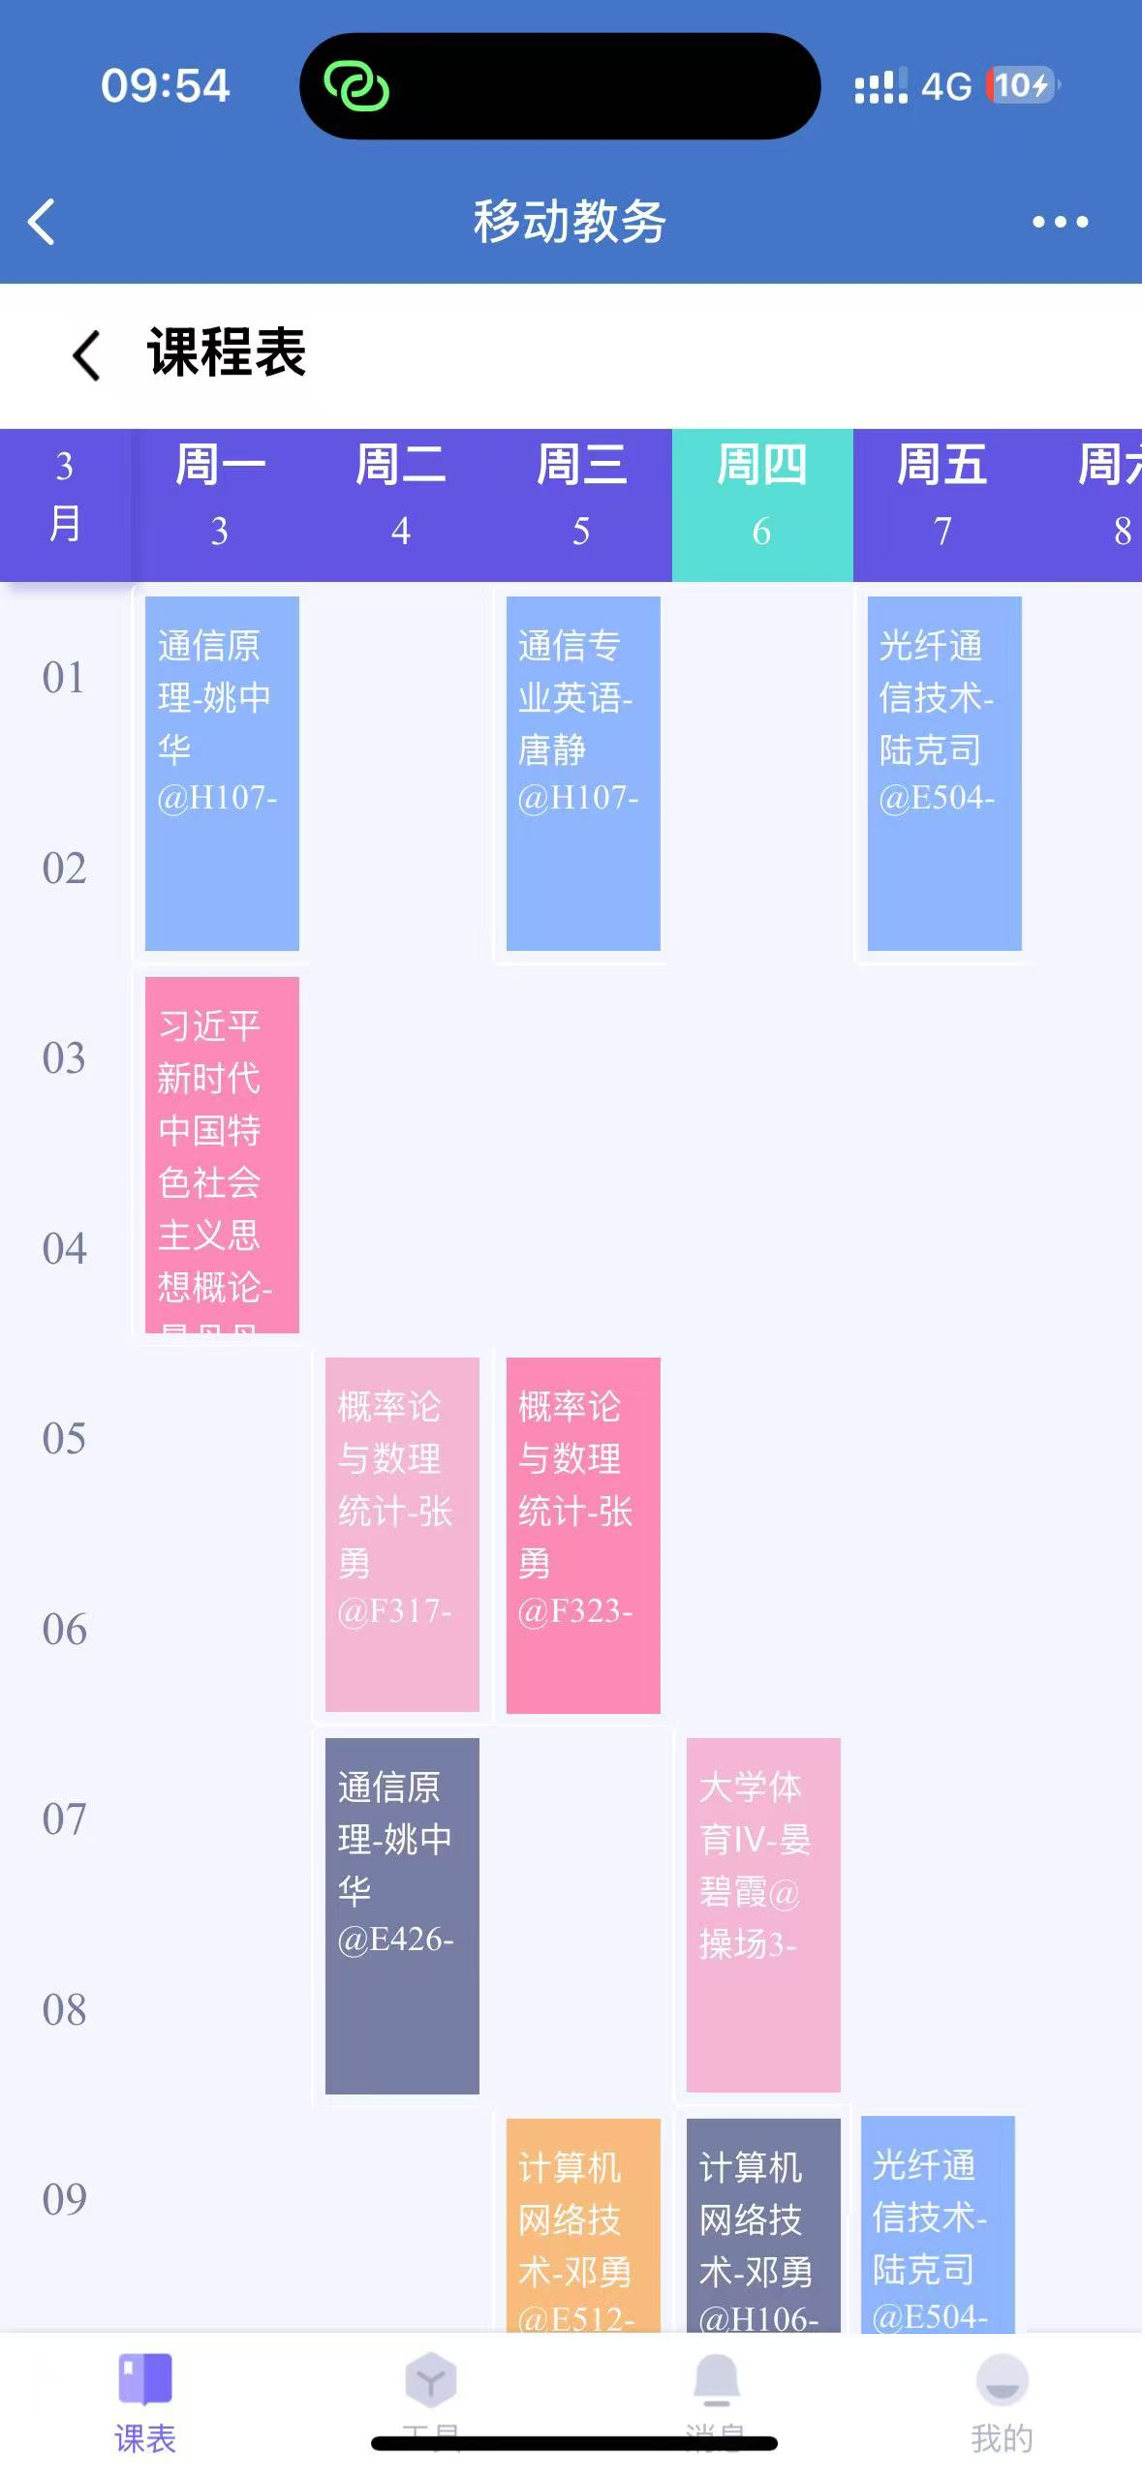 09:54
4G
10
移动教务
课程表
3
月
周一
3
周二
4
周三
5
周四
6
周五
7
周六
8
01
02
03
04
05
06
07
08
09
通信原
理-姚中
华
@H107-
通信专
业英语-
唐静
@H107-
光纤通
信技术-
陆克司
@E504-
习近平
新时代
中国特
色社会
主义思
想概论-
概率论
与数理
统计-张
勇
@F317-
概率论
与数理
统计-张
勇
@F323-
通信原
理-姚中
华
@E426-
大学体
育IV-晏
碧霞@
操场3-
计算机
网络技
术-邓勇
@E512-
计算机
网络技
术-邓勇
@H106-
光纤通
信技术-
陆克司
@E504-
课表
工具
消息
我的